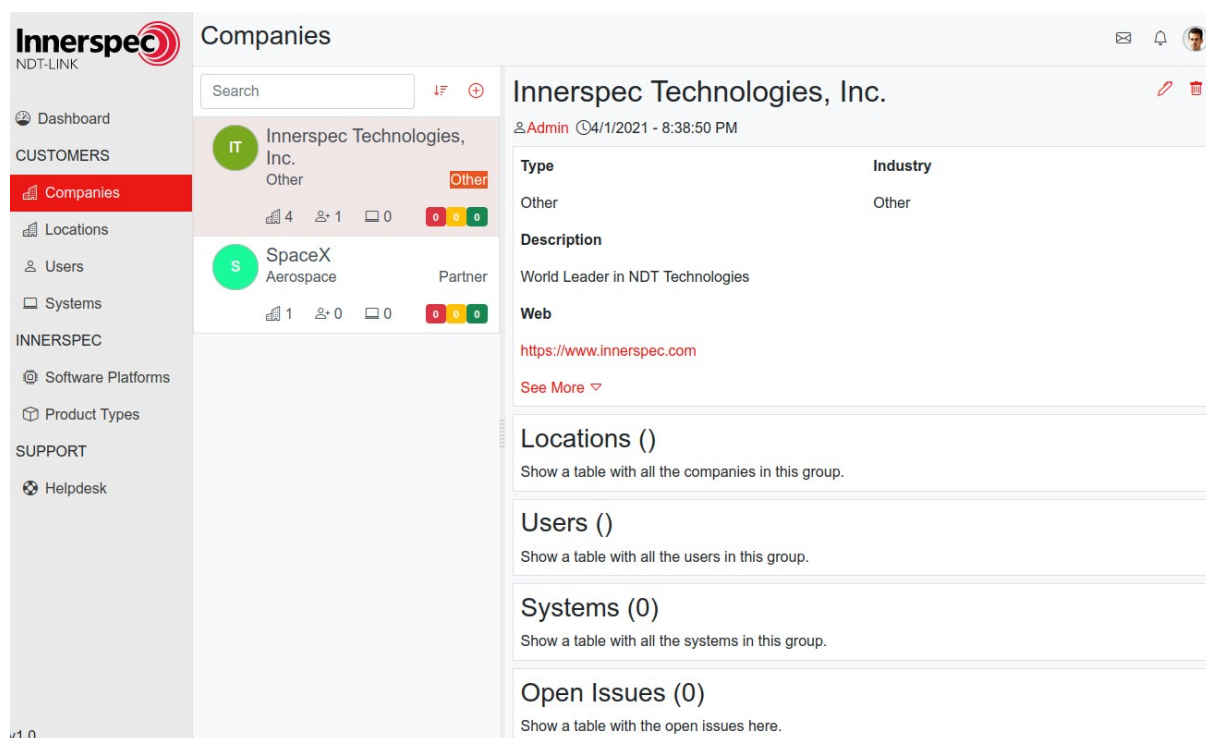 Innerspec
NDT-LINK
Dashboard
CUSTOMERS
Companies
Locations
Users
Systems
INNERSPEC
Software Platforms
Product Types
SUPPORT
Helpdesk
v1.0
Companies
Search
IT
Innerspec Technologies,
Inc.
Other Other
4 1 0 0 0 0
S
SpaceX
Aerospace Partner
1 0 0 0 0 0
Innerspec Technologies, Inc.
Admin 4/1/2021 - 8:38:50 PM
Type Industry
Other Other
Description
World Leader in NDT Technologies
Web
https://www.innerspec.com
See More
Locations ()
Show a table with all the companies in this group.
Users ()
Show a table with all the users in this group.
Systems (0)
Show a table with all the systems in this group.
Open Issues (0)
Show a table with the open issues here.